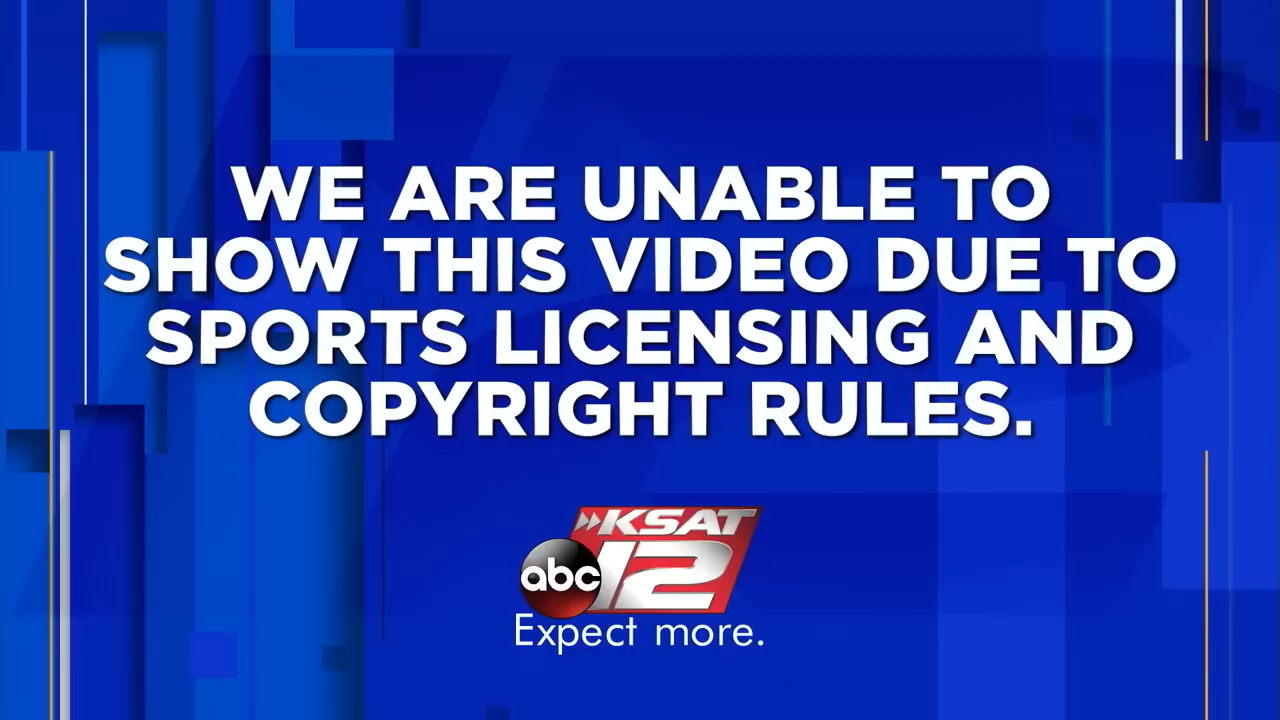 WE ARE UNABLE TO
SHOW THIS VIDEO DUE TO
SPORTS LICENSING AND
COPYRIGHT RULES.
KSAT
abc 12
Expect more.